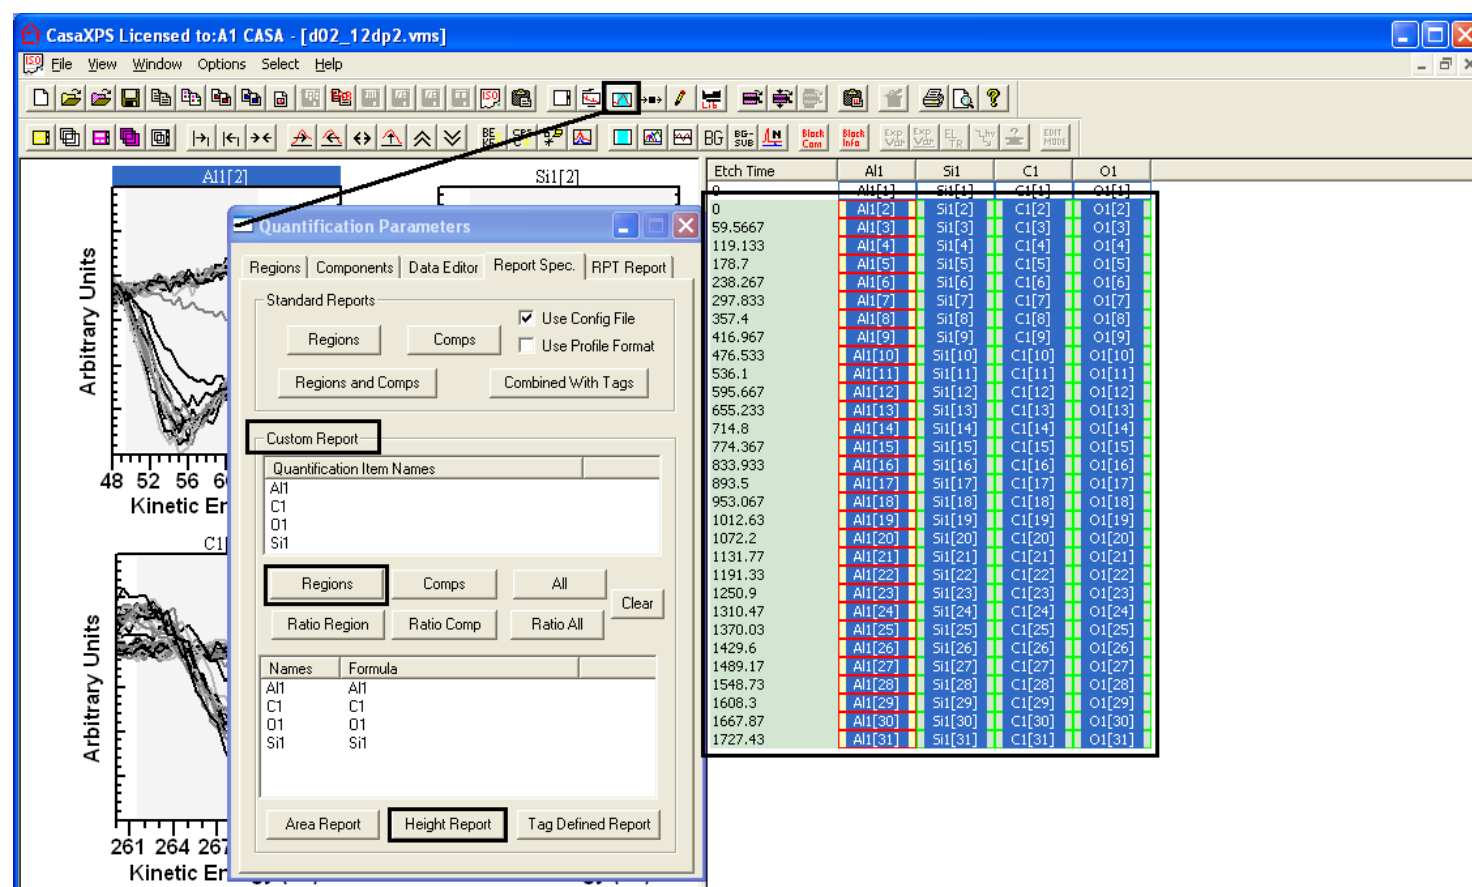 CasaXPS Licensed to:A1 CASA - [d02_12dp2.vms]
File View Window Options Select Help
BG BG-SUB Block Com Block Info Exp Var Exp Var EL TR EDIT MODE
Al1[2] Si1[2]
Arbitrary Units
48 52 56
Kinetic Er
C1
Arbitrary Units
261 264 267
Kinetic Er
Quantification Parameters
Regions Components Data Editor Report Spec. RPT Report
Standard Reports
Use Config File
Regions Comps
Use Profile Format
Regions and Comps Combined With Tags
Custom Report
Quantification Item Names
Al1
C1
O1
Si1
Regions Comps All
Clear
Ratio Region Ratio Comp Ratio All
Names Formula
Al1 Al1
C1 C1
O1 O1
Si1 Si1
Area Report Height Report Tag Defined Report
Etch Time Al1 Si1 C1 O1
0 Al1[1] Si1[1] C1[1] O1[1]
0 Al1[2] Si1[2] C1[2] O1[2]
59.5667 Al1[3] Si1[3] C1[3] O1[3]
119.133 Al1[4] Si1[4] C1[4] O1[4]
178.7 Al1[5] Si1[5] C1[5] O1[5]
238.267 Al1[6] Si1[6] C1[6] O1[6]
297.833 Al1[7] Si1[7] C1[7] O1[7]
357.4 Al1[8] Si1[8] C1[8] O1[8]
416.967 Al1[9] Si1[9] C1[9] O1[9]
476.533 Al1[10] Si1[10] C1[10] O1[10]
536.1 Al1[11] Si1[11] C1[11] O1[11]
595.667 Al1[12] Si1[12] C1[12] O1[12]
655.233 Al1[13] Si1[13] C1[13] O1[13]
714.8 Al1[14] Si1[14] C1[14] O1[14]
774.367 Al1[15] Si1[15] C1[15] O1[15]
833.933 Al1[16] Si1[16] C1[16] O1[16]
893.5 Al1[17] Si1[17] C1[17] O1[17]
953.067 Al1[18] Si1[18] C1[18] O1[18]
1012.63 Al1[19] Si1[19] C1[19] O1[19]
1072.2 Al1[20] Si1[20] C1[20] O1[20]
1131.77 Al1[21] Si1[21] C1[21] O1[21]
1191.33 Al1[22] Si1[22] C1[22] O1[22]
1250.9 Al1[23] Si1[23] C1[23] O1[23]
1310.47 Al1[24] Si1[24] C1[24] O1[24]
1370.03 Al1[25] Si1[25] C1[25] O1[25]
1429.6 Al1[26] Si1[26] C1[26] O1[26]
1489.17 Al1[27] Si1[27] C1[27] O1[27]
1548.73 Al1[28] Si1[28] C1[28] O1[28]
1608.3 Al1[29] Si1[29] C1[29] O1[29]
1667.87 Al1[30] Si1[30] C1[30] O1[30]
1727.43 Al1[31] Si1[31] C1[31] O1[31]